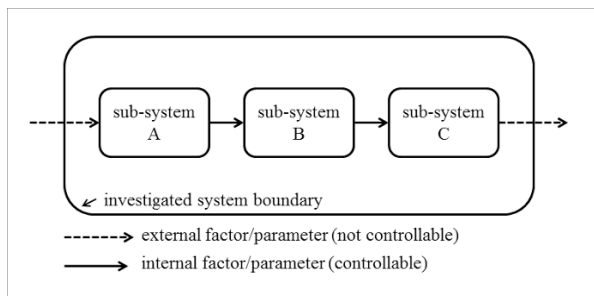 sub-system
A
sub-system
B
sub-system
C
investigated system boundary
external factor/parameter (not controllable)
internal factor/parameter (controllable)